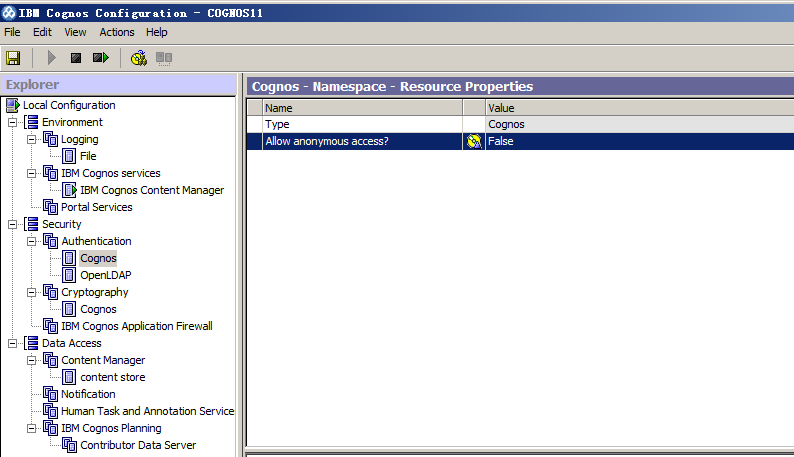 IBM Cognos Configuration - COGNOS11
File Edit View Actions Help
Explorer
Local Configuration
Environment
Logging
File
IBM Cognos services
IBM Cognos Content Manager
Portal Services
Security
Authentication
Cognos
OpenLDAP
Cryptography
Cognos
IBM Cognos Application Firewall
Data Access
Content Manager
content store
Notification
Human Task and Annotation Service
IBM Cognos Planning
Contributor Data Server
Cognos - Namespace - Resource Properties
Name Value
Type Cognos
Allow anonymous access? False